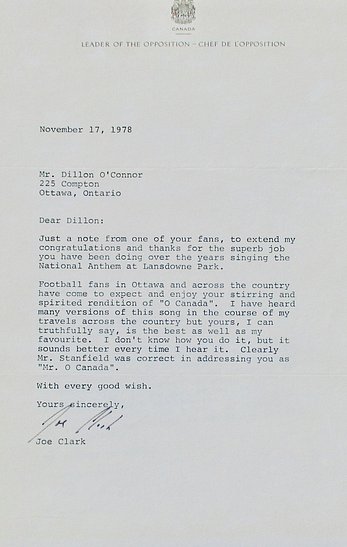 CANADA
LEADER OF THE OPPOSITION – CHEF DE L'OPPOSITION
November 17, 1978
Mr. Dillon O'Connor
225 Compton
Ottawa, Ontario
Dear Dillon:
Just a note from one of your fans, to extend my
congratulations and thanks for the superb job
you have been doing over the years singing the
National Anthem at Lansdowne Park.
Football fans in Ottawa and across the country
have come to expect and enjoy your stirring and
spirited rendition of "O Canada".  I have heard
many versions of this song in the course of my
travels across the country but yours, I can
truthfully say, is the best as well as my
favourite.  I don't know how you do it, but it
sounds better every time I hear it.  Clearly
Mr. Stanfield was correct in addressing you as
"Mr. O Canada".
With every good wish.
Yours sincerely,
Joe Clark
Joe Clark